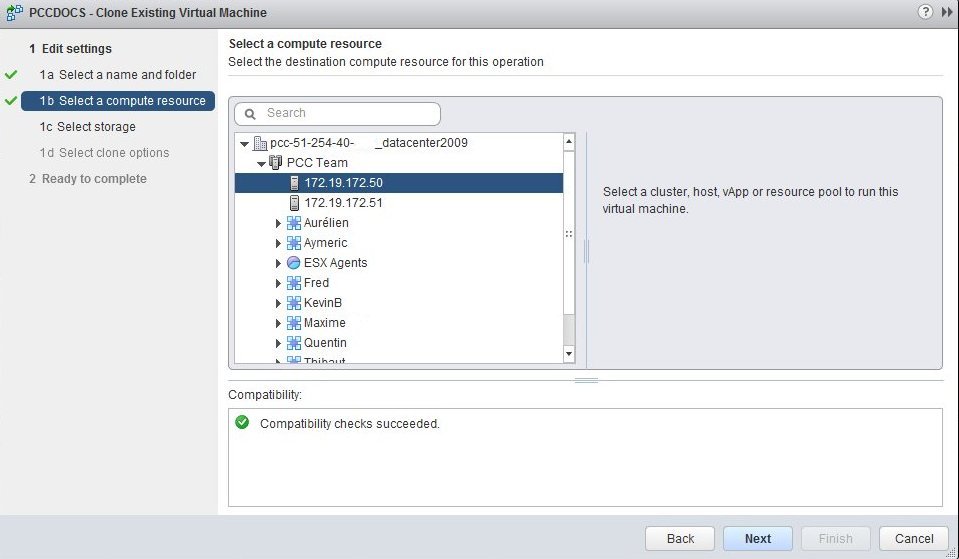 PCCDOCS - Clone Existing Virtual Machine
1 Edit settings
1a Select a name and folder
1b Select a compute resource
1c Select storage
1d Select clone options
2 Ready to complete
Select a compute resource
Select the destination compute resource for this operation
Search
pcc-51-254-40- _datacenter2009
PCC Team
172.19.172.50
172.19.172.51
Aurélien
Aymeric
ESX Agents
Fred
KevinB
Maxime
Quentin
Thibaut
Select a cluster, host, vApp or resource pool to run this
virtual machine.
Compatibility:
Compatibility checks succeeded.
Back
Next
Finish
Cancel